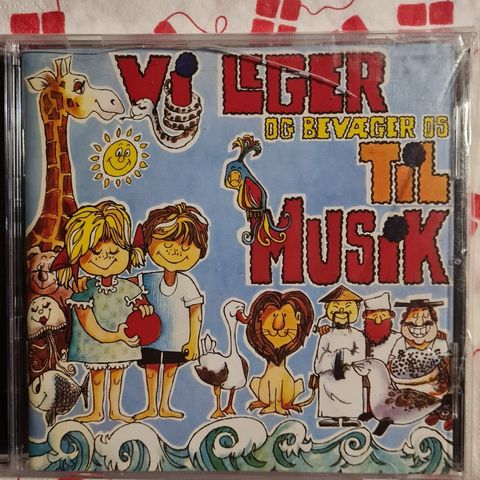 Vi LEGER
OG BEVÆGER OS
TiL
MUSiK